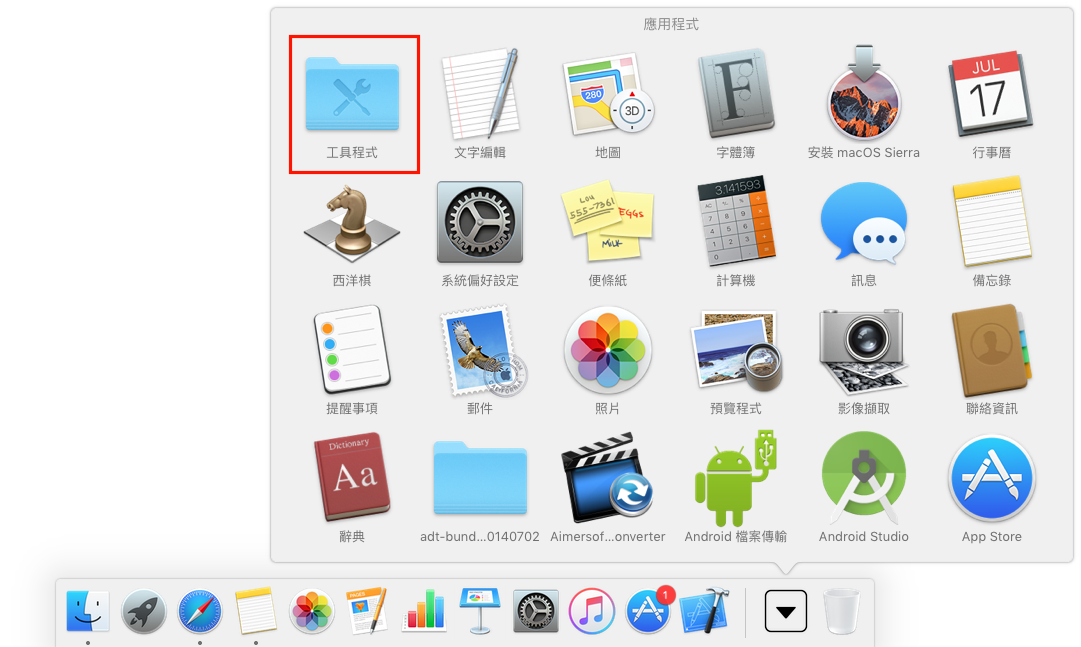 應用程式
工具程式
文字編輯
280
3D
地圖
F
字體簿
安裝 macOS Sierra
JUL
17
行事曆
西洋棋
系統偏好設定
Lou
555-7361
EGGS
MILK
便條紙
3.141593
計算機
訊息
備忘錄
提醒事項
CALIFORNIA
郵件
照片
預覽程式
影像擷取
聯絡資訊
Dictionary
Aa
辭典
adt-bund...0140702
Aimersof...onverter
Android 檔案傳輸
Android Studio
App Store
1